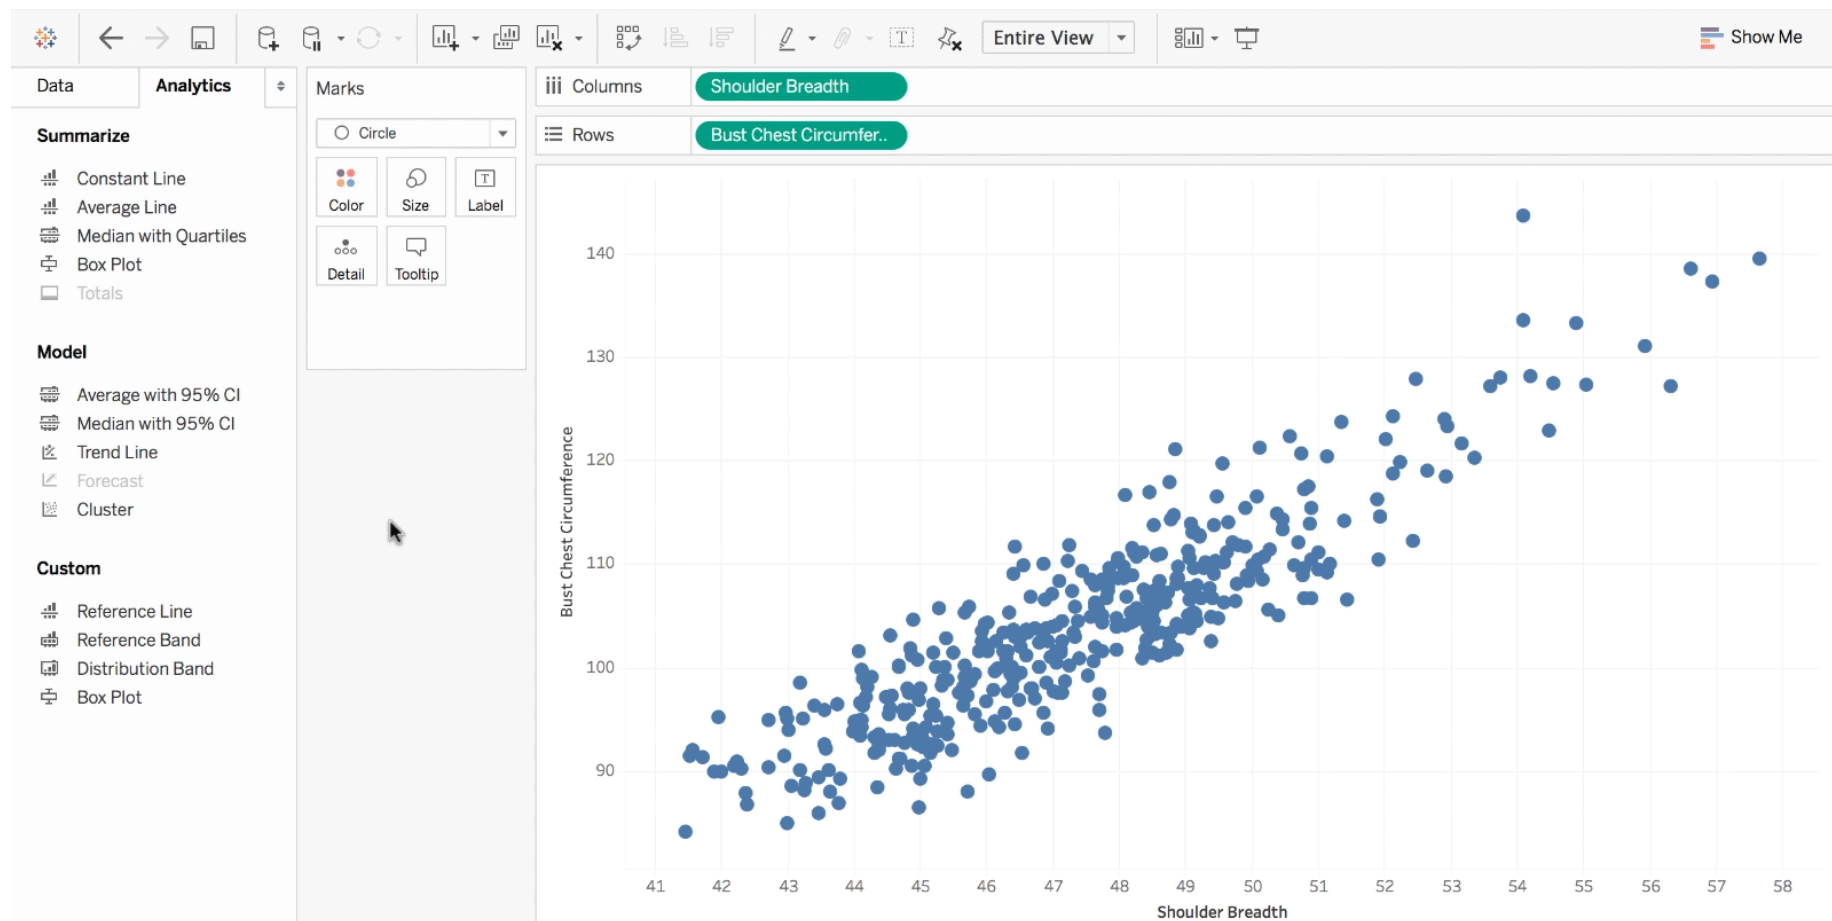 Entire View
Show Me
Data
Analytics
Marks
Columns
Shoulder Breadth
Rows
Bust Chest Circumfer..
Summarize
Constant Line
Average Line
Median with Quartiles
Box Plot
Totals
Model
Average with 95% CI
Median with 95% CI
Trend Line
Forecast
Cluster
Custom
Reference Line
Reference Band
Distribution Band
Box Plot
Circle
Color
Size
T
Label
Detail
Tooltip
T
140
130
120
110
100
90
Bust Chest Circumference
41 42 43 44 45 46 47 48 49 50 51 52 53 54 55 56 57 58
Shoulder Breadth